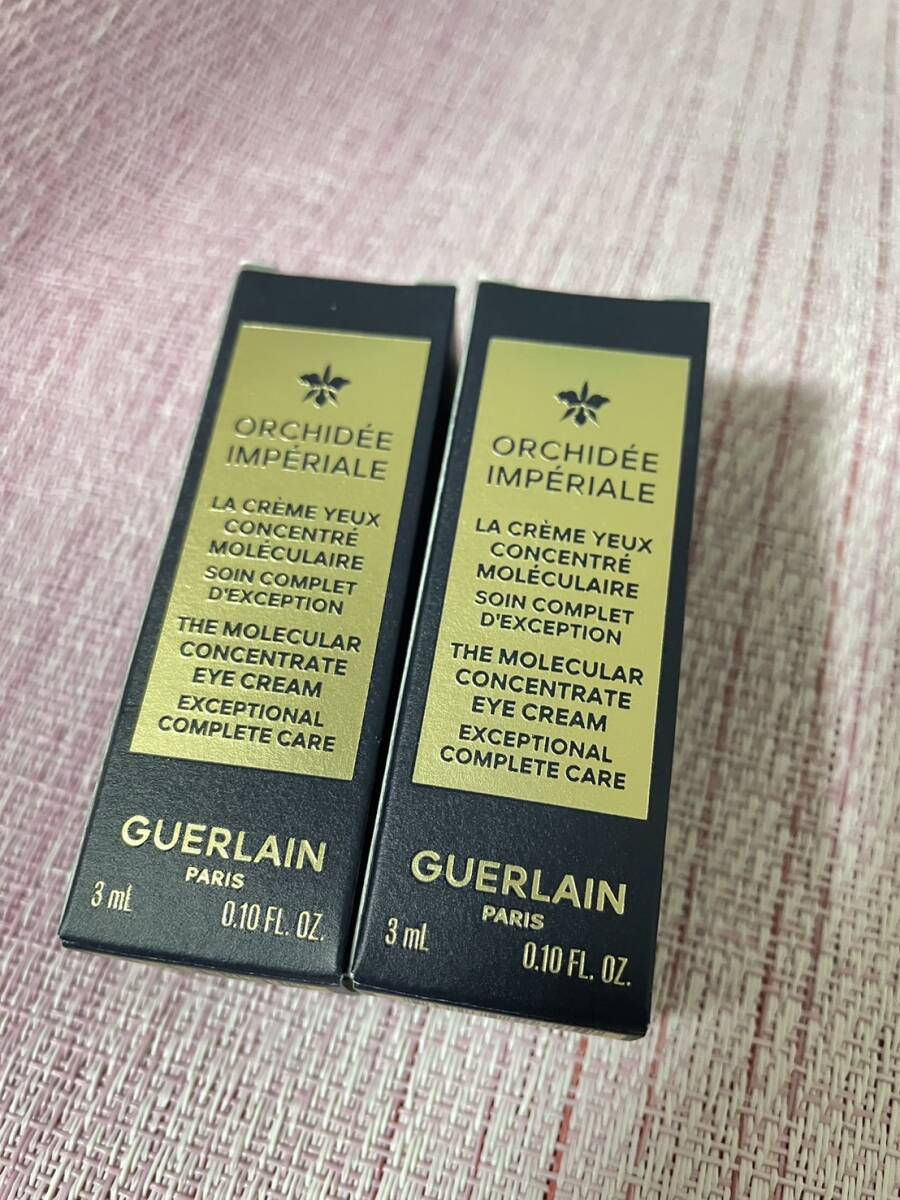 ORCHIDÉE
IMPÉRIALE
LA CRÈME YEUX
CONCENTRÉ
MOLÉCULAIRE
SOIN COMPLET
D'EXCEPTION
THE MOLECULAR
CONCENTRATE
EYE CREAM
EXCEPTIONAL
COMPLETE CARE
GUERLAIN
PARIS
3 mL 0.10 FL. OZ.
ORCHIDÉE
IMPÉRIALE
LA CRÈME YEUX
CONCENTRÉ
MOLÉCULAIRE
SOIN COMPLET
D'EXCEPTION
THE MOLECULAR
CONCENTRATE
EYE CREAM
EXCEPTIONAL
COMPLETE CARE
GUERLAIN
PARIS
3 mL 0.10 FL. OZ.